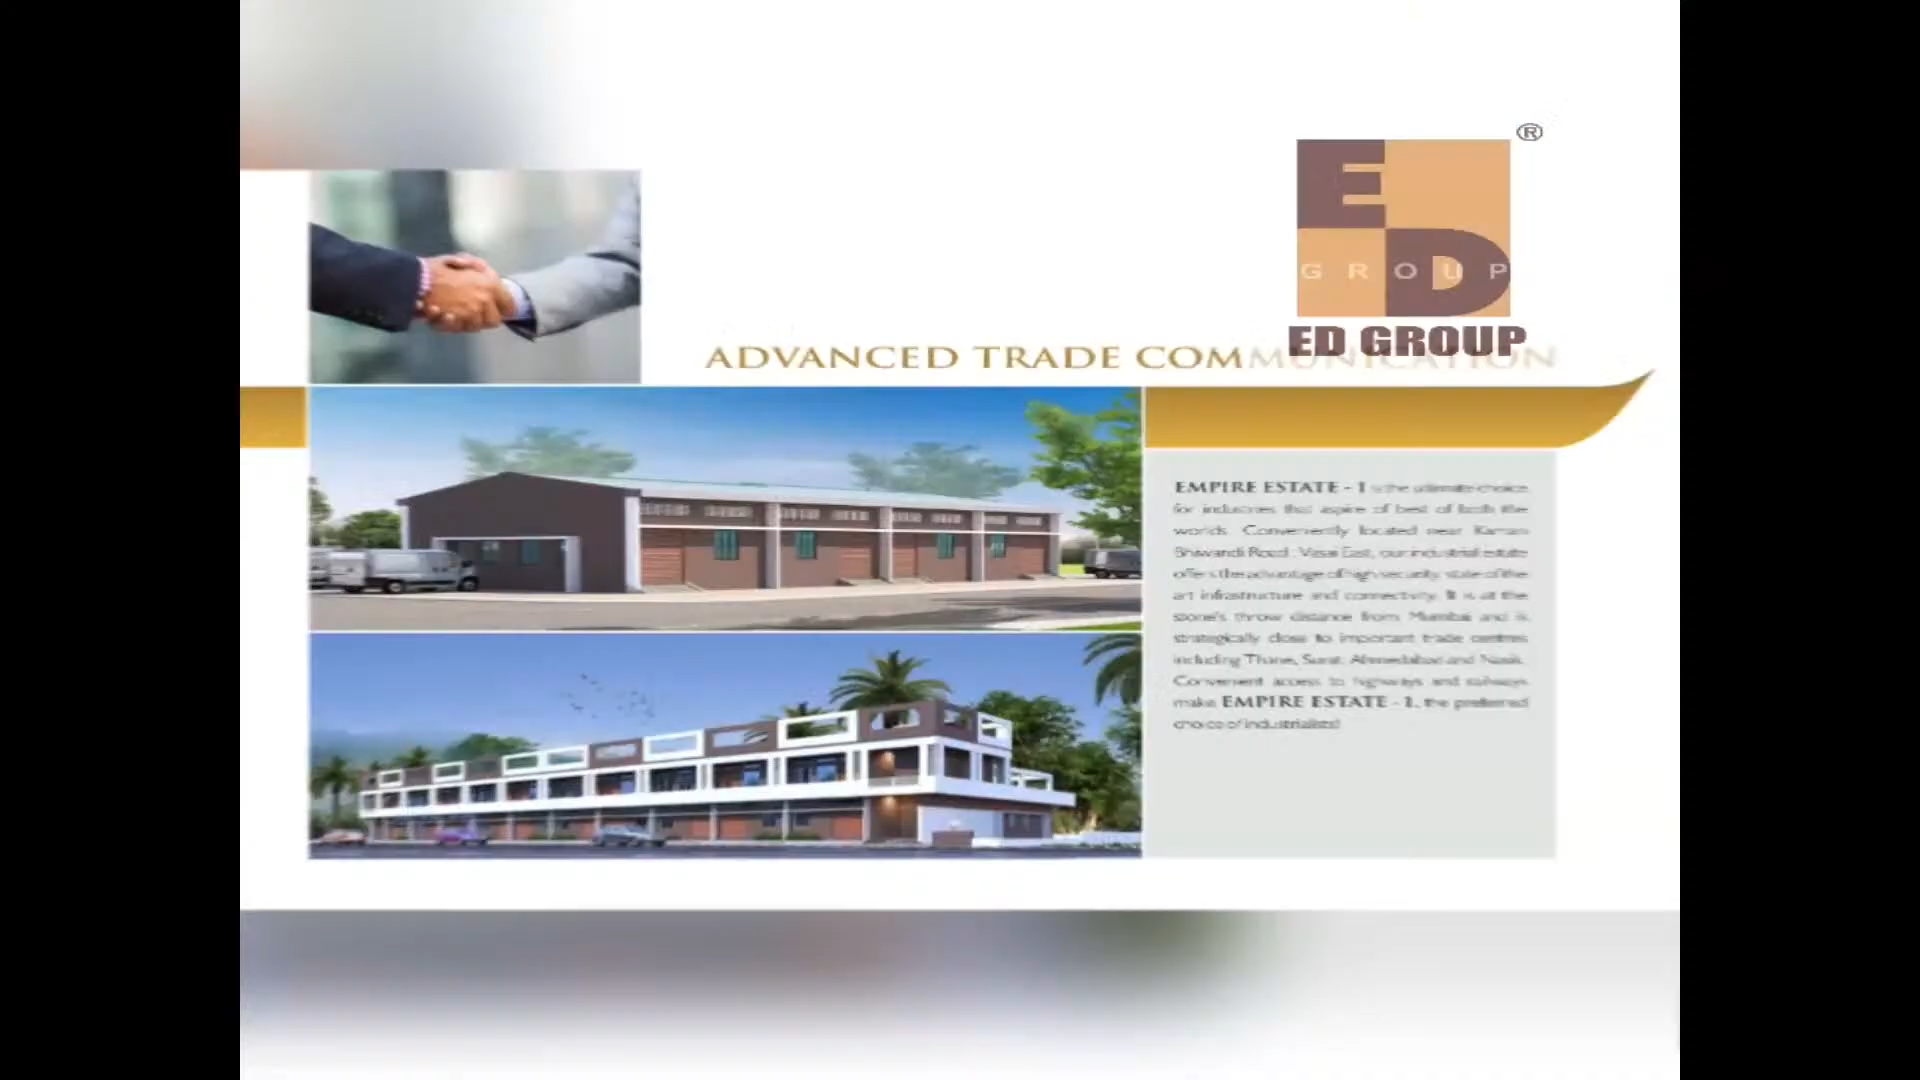 ®
E
D
GROUP
ED GROUP
ADVANCED TRADE COMMUNICATION
EMPIRE ESTATE - 1 is the ultimate choice
for industries that aspire of best of both the
worlds. Conveniently located near Kaman
Bhiwandi Road, Vasai East, our industrial estate
offers the advantage of high security, state of the
art infrastructure and connectivity. It is at the
stone's throw distance from Mumbai and is
strategically close to important trade centres
including Thane, Surat, Ahmedabad and Nasik.
Convenient access to highways and railways
make EMPIRE ESTATE - 1, the preferred
choice of industrialists!